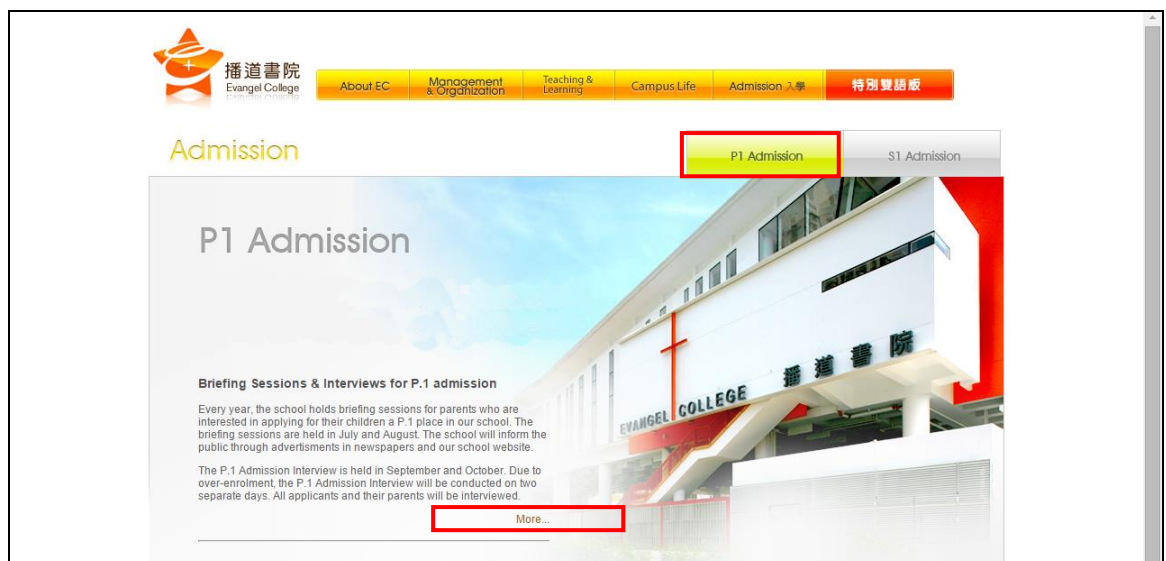 播道書院
Evangel College
About EC
Management
& Organization
Teaching &
Learning
Campus Life
Admission 入學
特別雙語版
Admission
P1 Admission
S1 Admission
P1 Admission
Briefing Sessions & Interviews for P.1 admission
Every year, the school holds briefing sessions for parents who are
interested in applying for their children a P.1 place in our school. The
briefing sessions are held in July and August. The school will inform the
public through advertisments in newspapers and our school website.
The P.1 Admission Interview is held in September and October. Due to
over-enrolment, the P.1 Admission Interview will be conducted on two
separate days. All applicants and their parents will be interviewed.
More...
EVANGEL COLLEGE 播道書院